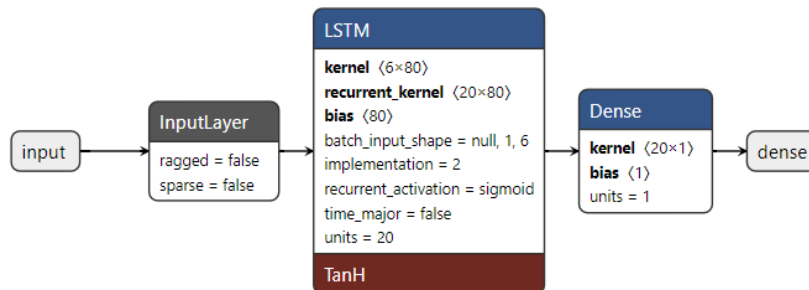 input
InputLayer
ragged = false
sparse = false
LSTM
kernel ⟨6×80⟩
recurrent_kernel ⟨20×80⟩
bias ⟨80⟩
batch_input_shape = null, 1, 6
implementation = 2
recurrent_activation = sigmoid
time_major = false
units = 20
TanH
Dense
kernel ⟨20×1⟩
bias ⟨1⟩
units = 1
dense